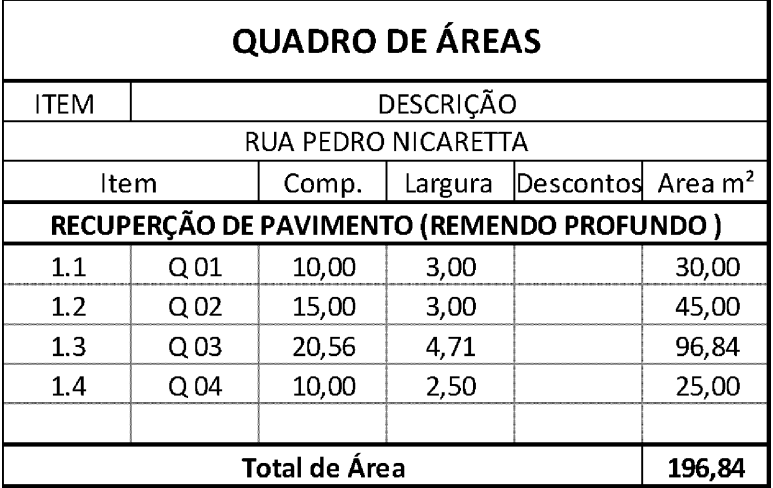 QUADRO DE ÁREAS
ITEM DESCRIÇÃO
RUA PEDRO NICARETTA
Item Comp. Largura Descontos Area m²
RECUPERÇÃO DE PAVIMENTO (REMENDO PROFUNDO )
1.1 Q 01 10,00 3,00 30,00
1.2 Q 02 15,00 3,00 45,00
1.3 Q 03 20,56 4,71 96,84
1.4 Q 04 10,00 2,50 25,00
Total de Área 196,84